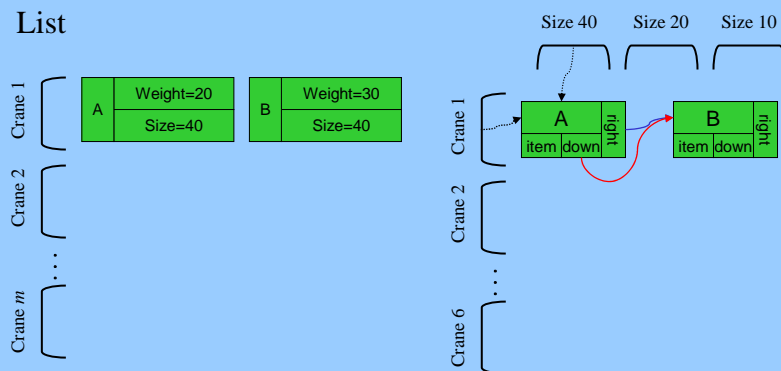 List
Crane 1
A
Weight=20
Size=40
B
Weight=30
Size=40
Crane 2
Crane m
Size 40
Size 20
Size 10
Crane 1
A
item
down
right
B
item
down
right
Crane 2
Crane 6